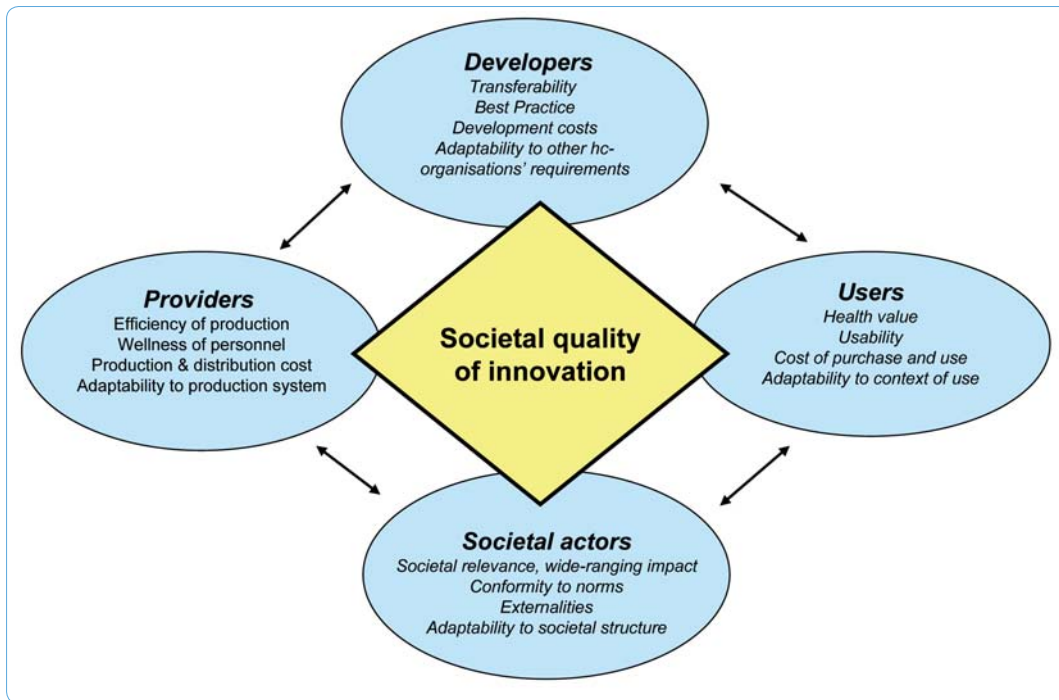 Developers
Transferability
Best Practice
Development costs
Adaptability to other hc-
organisations' requirements
Providers
Efficiency of production
Wellness of personnel
Production & distribution cost
Adaptability to production system
Societal quality
of innovation
Users
Health value
Usability
Cost of purchase and use
Adaptability to context of use
Societal actors
Societal relevance, wide-ranging impact
Conformity to norms
Externalities
Adaptability to societal structure